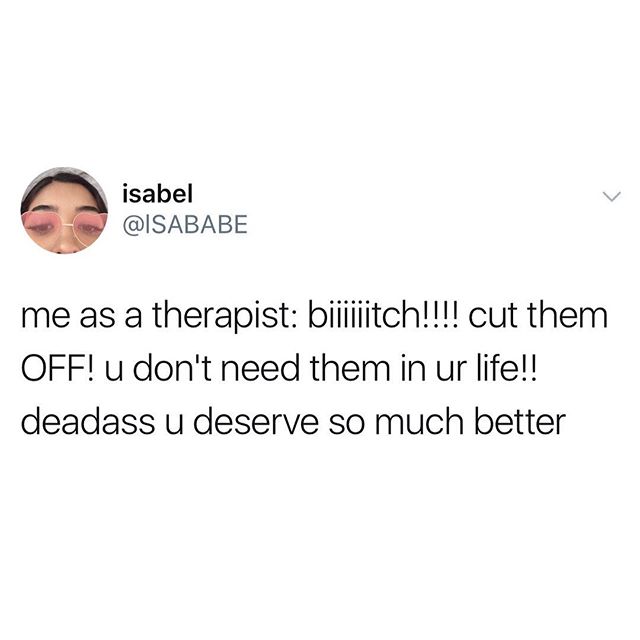 isabel
@ISABABE
me as a therapist: biiiiiitch!!!! cut them
OFF! u don't need them in ur life!!
deadass u deserve so much better